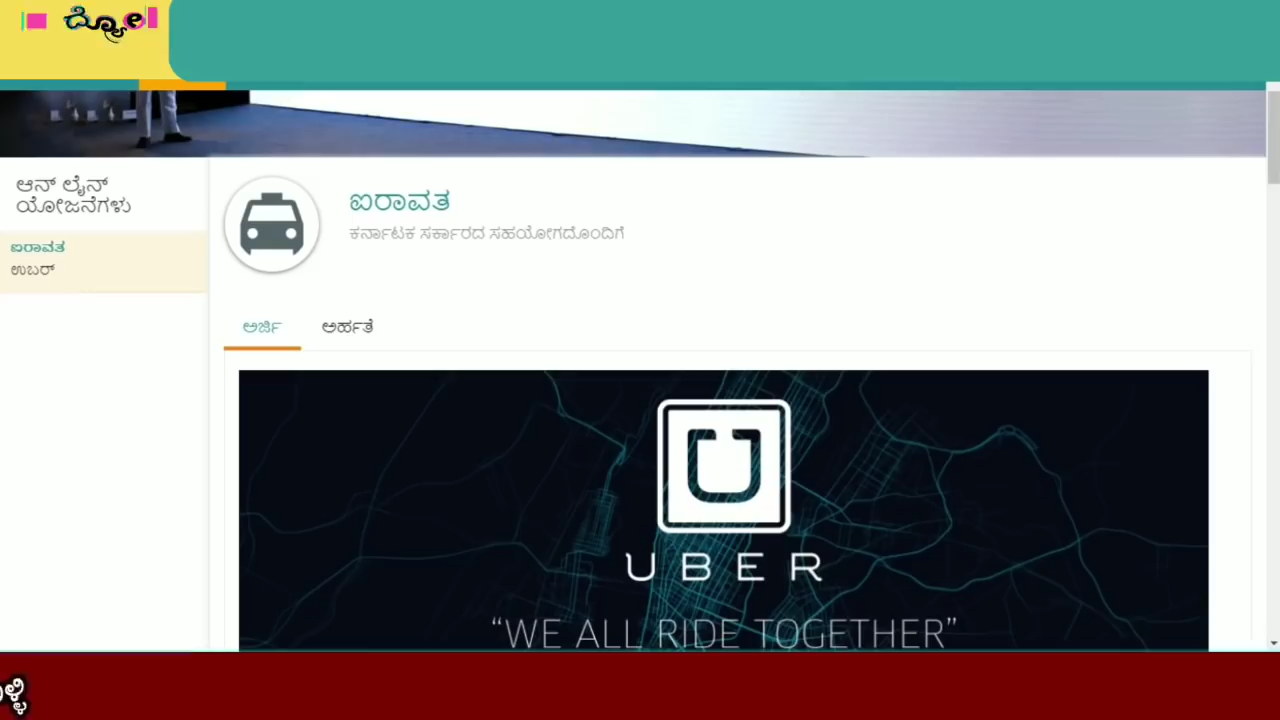 ಆನ್ ಲೈನ್
ಯೋಜನೆಗಳು
ಐರಾವತ
ಉಬರ್
ಐರಾವತ
ಕರ್ನಾಟಕ ಸರ್ಕಾರದ ಸಹಯೋಗದೊಂದಿಗೆ
ಅರ್ಜಿ ಅರ್ಹತೆ
UBER
“WE ALL RIDE TOGETHER”